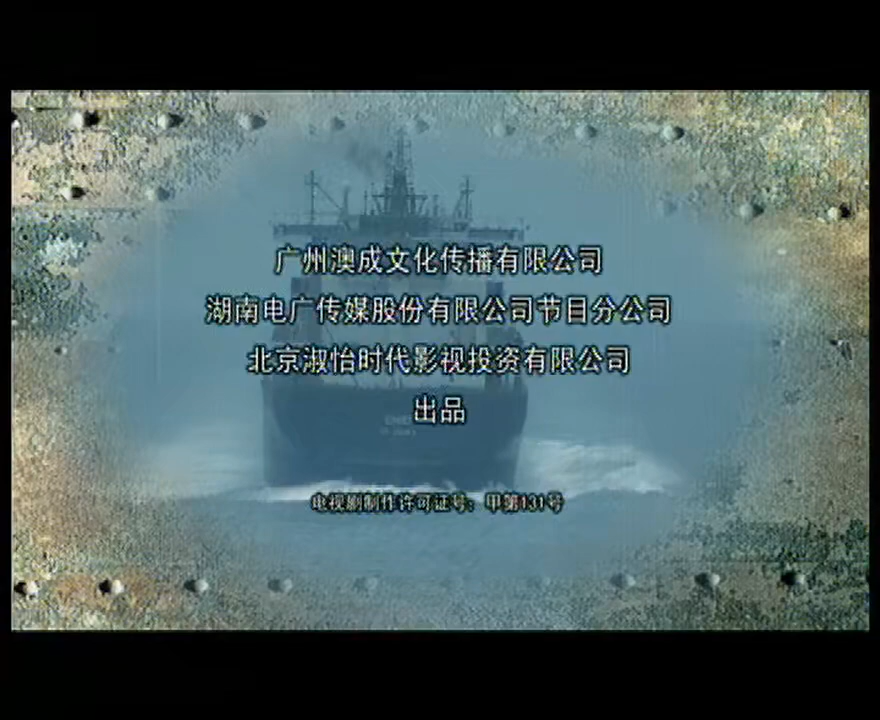 广州澳成文化传播有限公司
湖南电广传媒股份有限公司节目分公司
北京淑怡时代影视投资有限公司
出品
电视剧制作许可证号：甲第131号